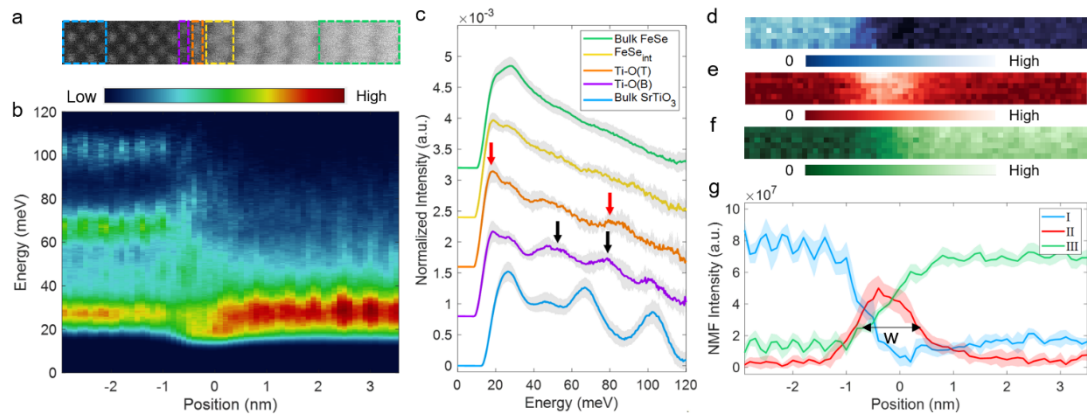 a
Low High
b
120
100
80
60
40
20
0
Energy (meV)
-2 -1 0 1 2 3
Position (nm)
c
×10⁻³
5
4.5
4
3.5
3
2.5
2
1.5
1
0.5
0
Normalized Intensity (a.u.)
Bulk FeSe
FeSeint
Ti-O(T)
Ti-O(B)
Bulk SrTiO3
0 20 40 60 80 100 120
Energy (meV)
d
0 High
e
0 High
f
0 High
g
×10⁷
10
8
6
4
2
0
NMF Intensity (a.u.)
I
II
III
W
-2 -1 0 1 2 3
Position (nm)